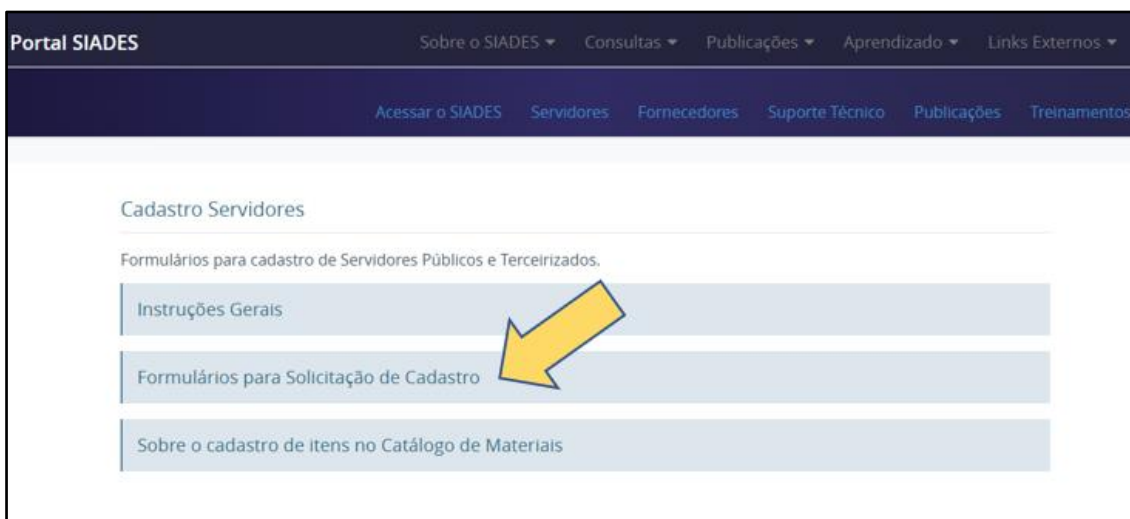 Portal SIADES Sobre o SIADES Consultas Publicações Aprendizado Links Externos
Acessar o SIADES Servidores Fornecedores Suporte Técnico Publicações Treinamentos
Cadastro Servidores
Formulários para cadastro de Servidores Públicos e Terceirizados.
Instruções Gerais
Formulários para Solicitação de Cadastro
Sobre o cadastro de itens no Catálogo de Materiais